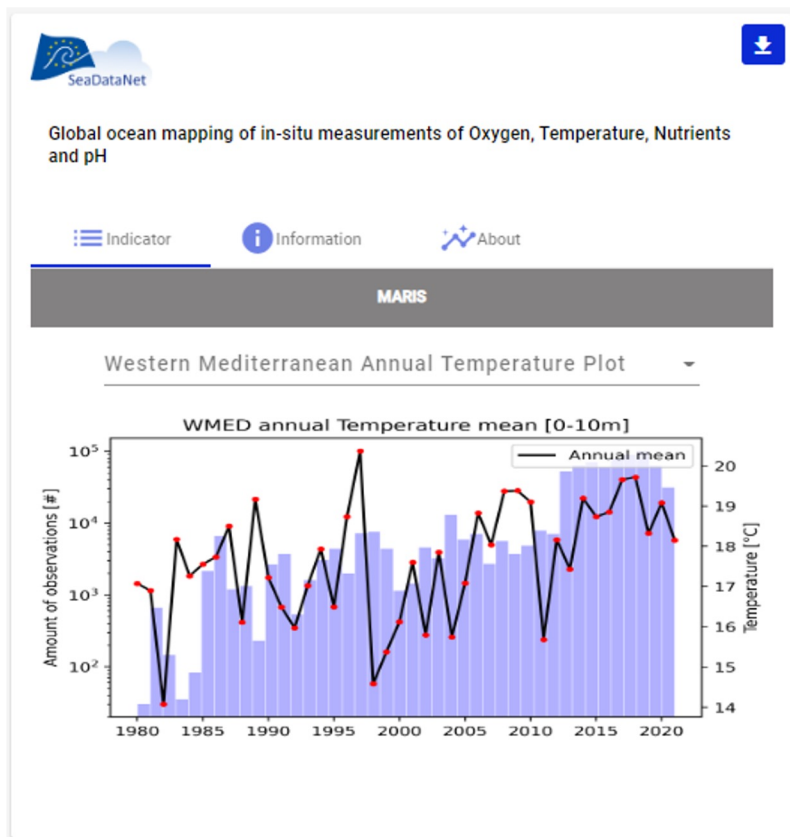 SeaDataNet
Global ocean mapping of in-situ measurements of Oxygen, Temperature, Nutrients
and pH
Indicator
Information
About
MARIS
Western Mediterranean Annual Temperature Plot
WMED annual Temperature mean [0-10m]
Annual mean
Amount of observations [#]
10⁵
10⁴
10³
10²
Temperature [°C]
20
19
18
17
16
15
14
1980 1985 1990 1995 2000 2005 2010 2015 2020